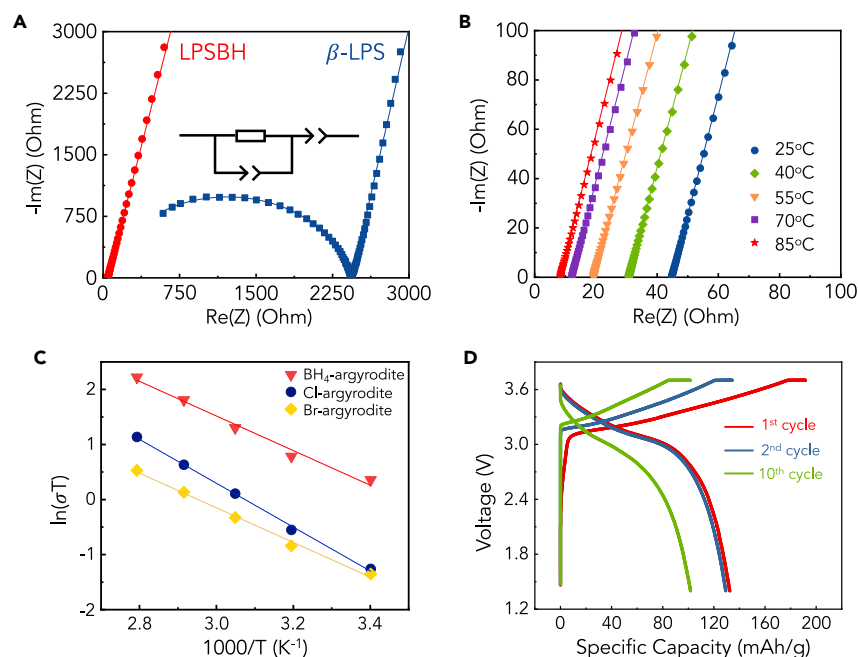 A
3000
2250
1500
750
0
-Im(Z) (Ohm)
LPSBH
β-LPS
0 750 1500 2250 3000
Re(Z) (Ohm)
B
100
80
60
40
20
0
-Im(Z) (Ohm)
25°C
40°C
55°C
70°C
85°C
0 20 40 60 80 100
Re(Z) (Ohm)
C
2
1
0
-1
-2
ln(σT)
BH₄-argyrodite
Cl-argyrodite
Br-argyrodite
2.8 3.0 3.2 3.4
1000/T (K⁻¹)
D
3.6
3.0
2.4
1.8
1.2
Voltage (V)
1ˢᵗ cycle
2ⁿᵈ cycle
10ᵗʰ cycle
0 40 80 120 160 200
Specific Capacity (mAh/g)